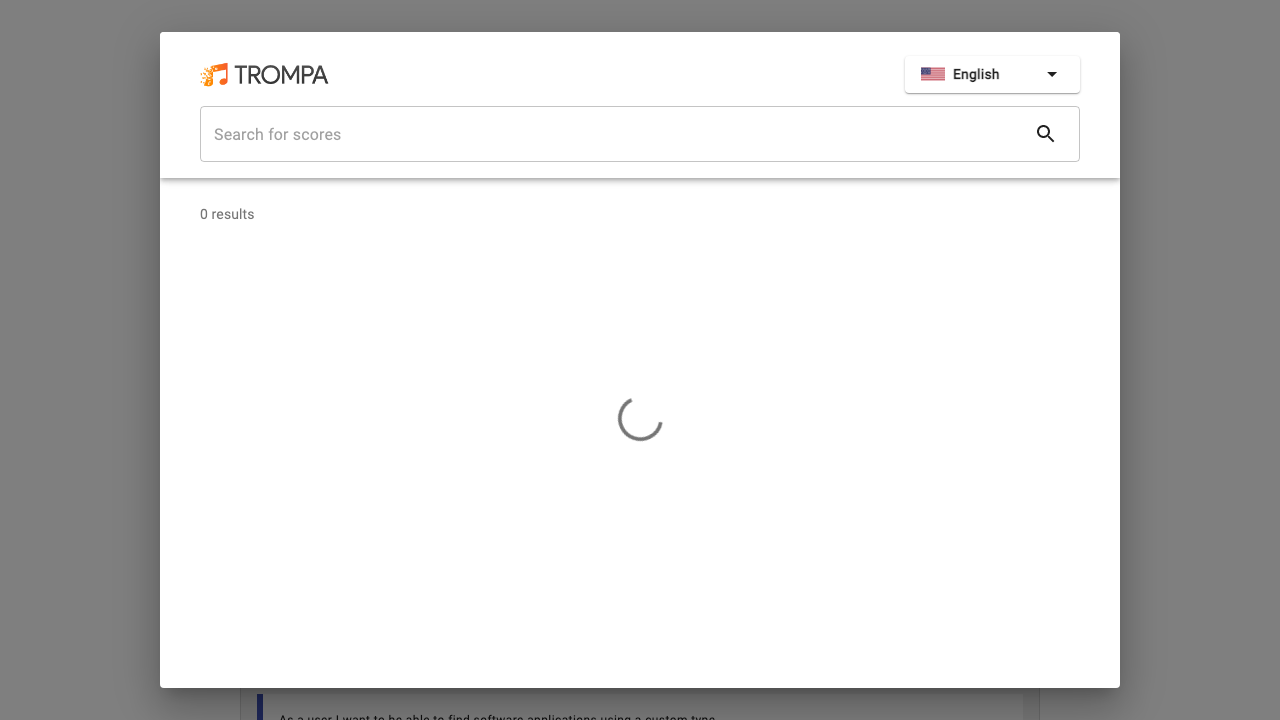 TROMPA
English
Search for scores
0 results
As a user I want to be able to find software applications using a custom type